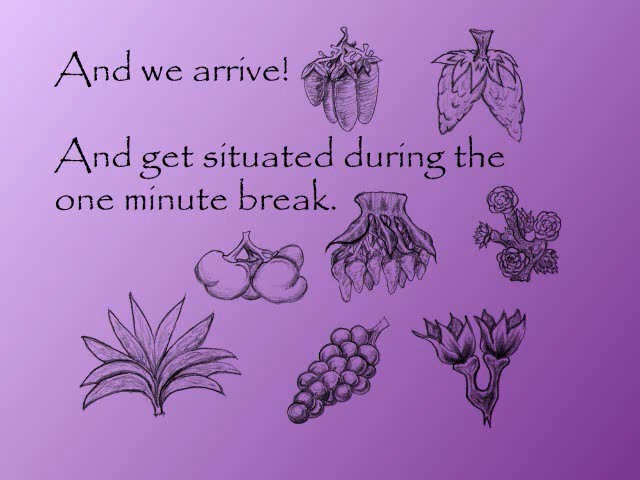 And we arrive!
And get situated during the
one minute break.